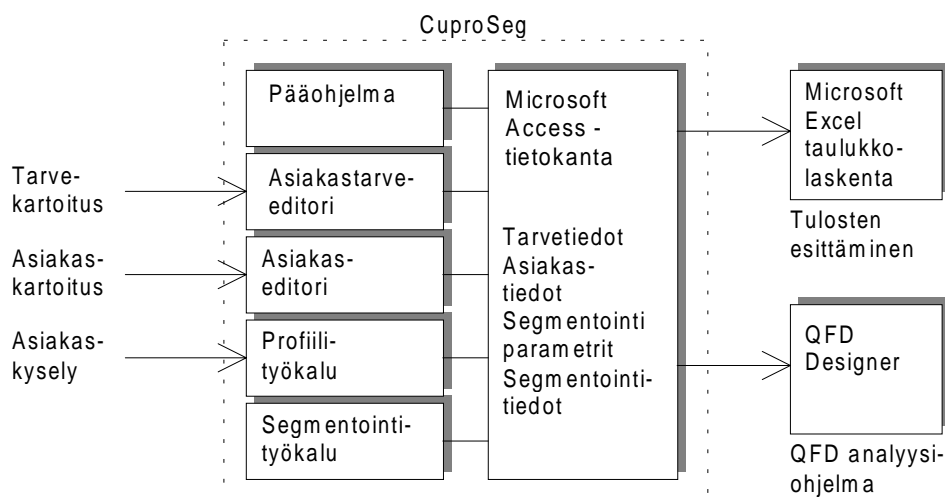 CuproSeg
Pääohjelma
Asiakastarve-
editori
Asiakas-
editori
Profiili-
työkalu
Segmentointi-
työkalu
Tarve-
kartoitus
Asiakas-
kartoitus
Asiakas-
kysely
Microsoft
Access -
tietokanta
Tarvetiedot
Asiakas-
tiedot
Segmentointi
parametrit
Segmentointi-
tiedot
Microsoft
Excel
taulukko-
laskenta
Tulosten
esittäminen
QFD
Designer
QFD analyysi-
ohjelma